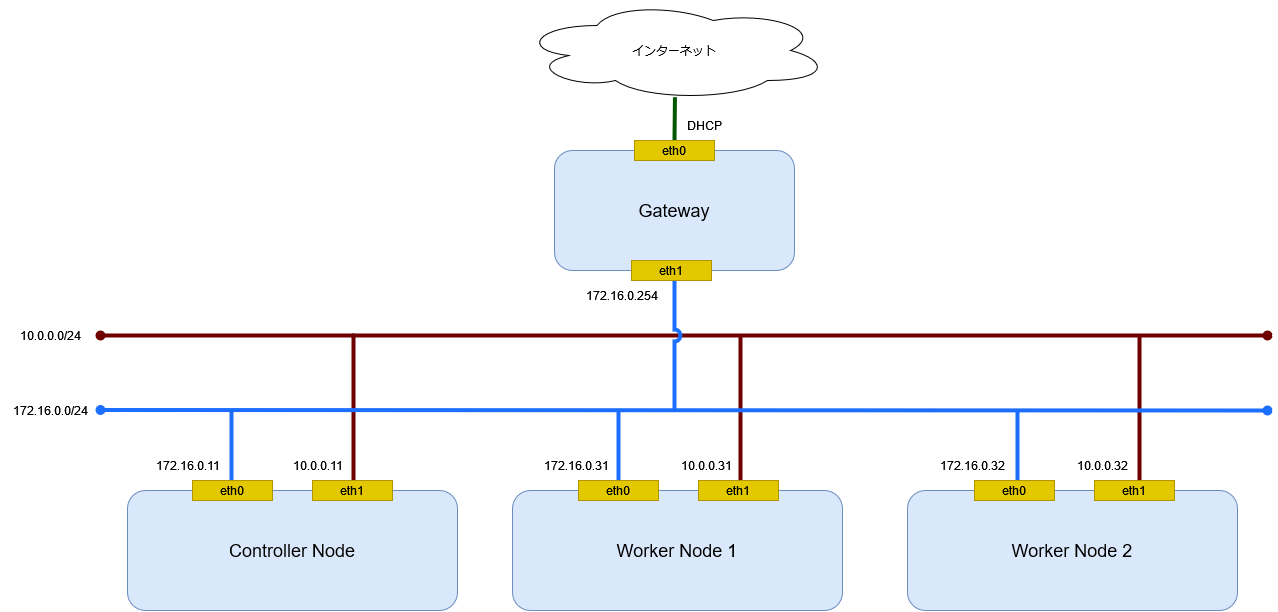 インターネット
DHCP
eth0
Gateway
eth1
172.16.0.254
10.0.0.0/24
172.16.0.0/24
172.16.0.11
10.0.0.11
172.16.0.31
10.0.0.31
172.16.0.32
10.0.0.32
eth0
eth1
eth0
eth1
eth0
eth1
Controller Node
Worker Node 1
Worker Node 2